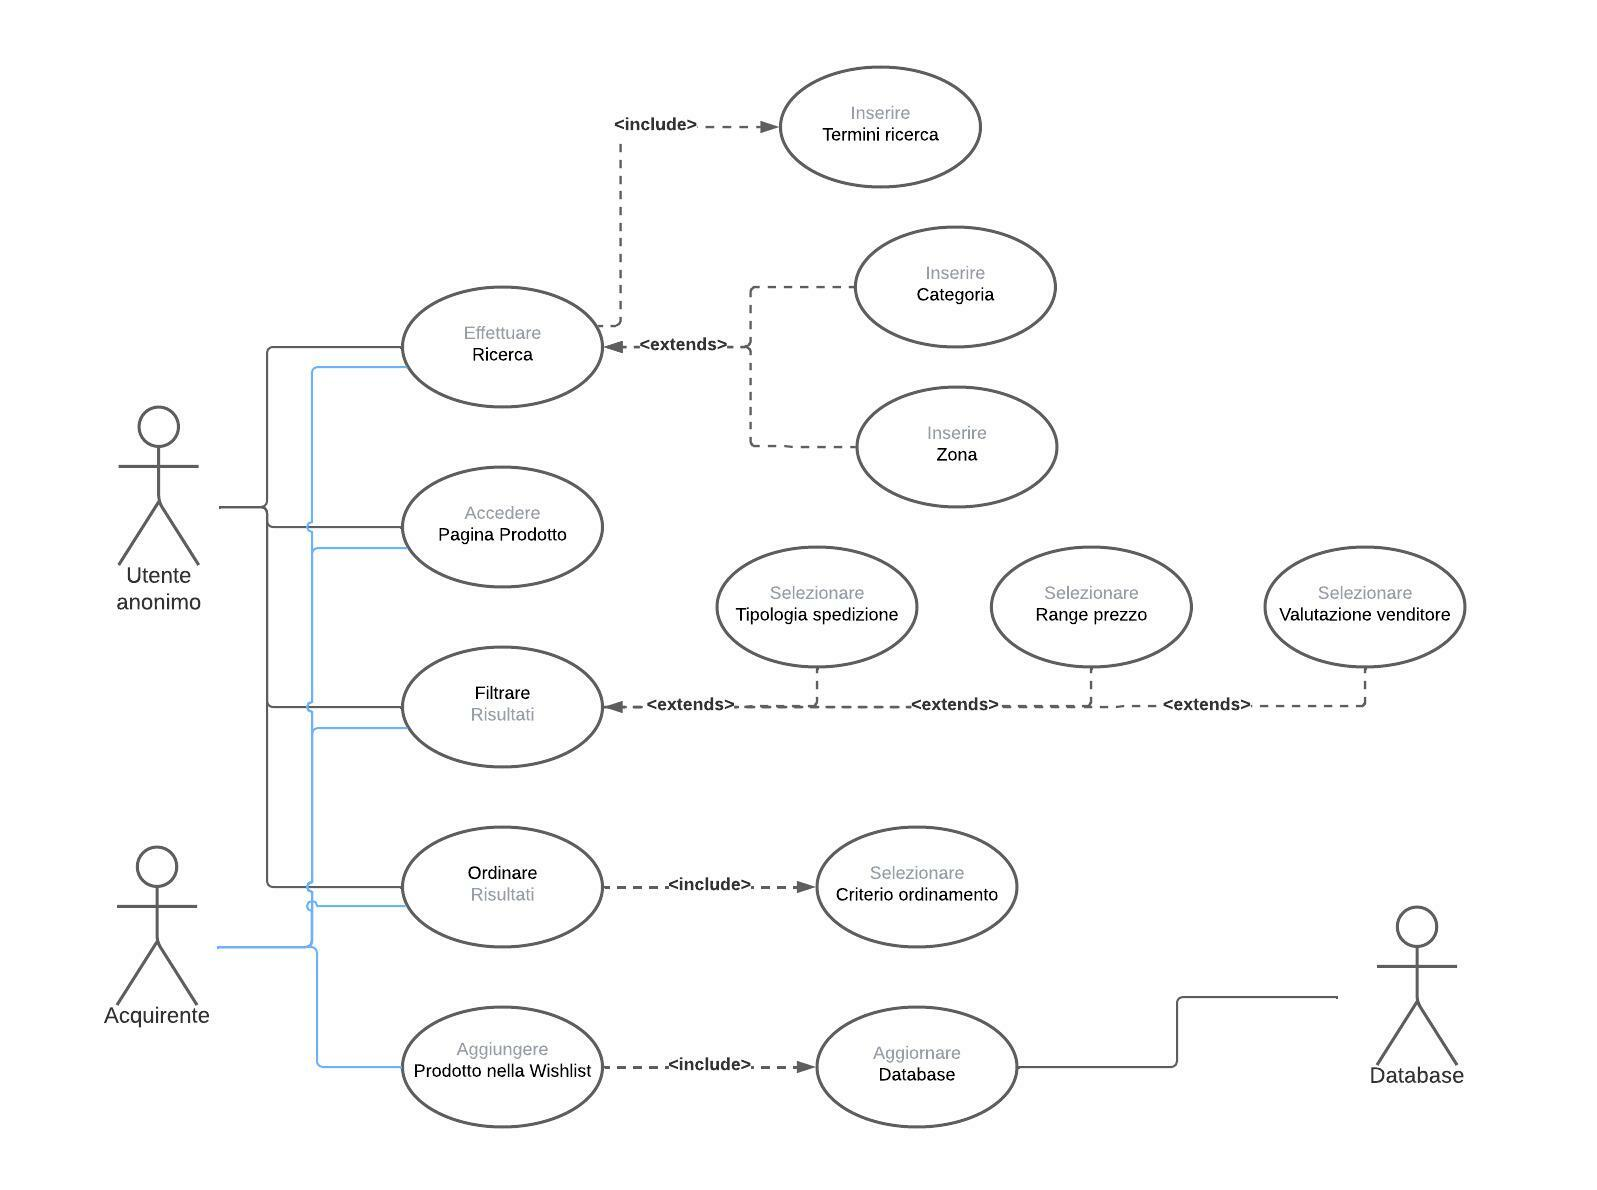 Inserire
Termini ricerca
<include>
Inserire
Categoria
Effettuare
Ricerca
<extends>
Inserire
Zona
Utente
anonimo
Accedere
Pagina Prodotto
Selezionare
Tipologia spedizione
Selezionare
Range prezzo
Selezionare
Valutazione venditore
Filtrare
Risultati
<extends>
<extends>
<extends>
Ordinare
Risultati
<include>
Selezionare
Criterio ordinamento
Acquirente
Aggiungere
Prodotto nella Wishlist
<include>
Aggiornare
Database
Database